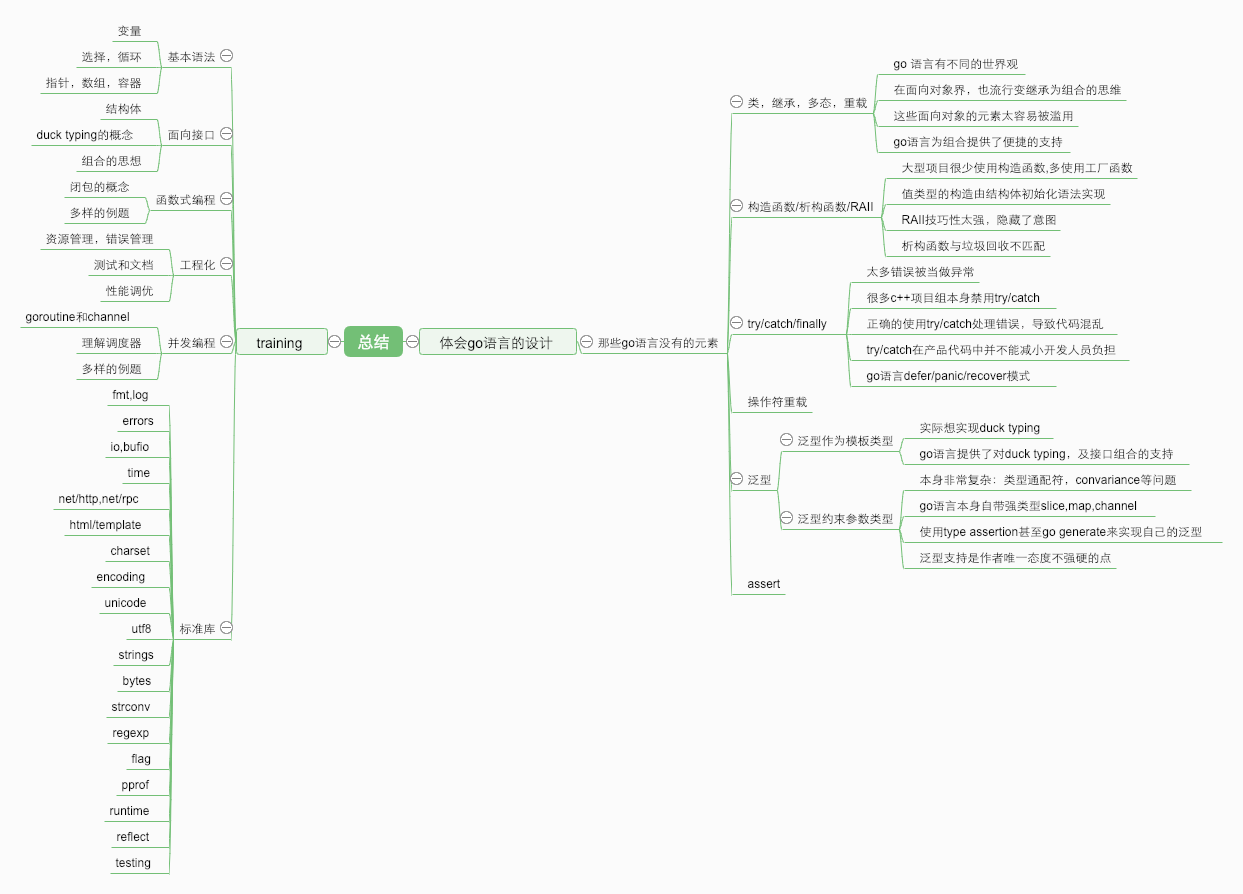 总结
training
基本语法
变量
选择，循环
指针，数组，容器
面向接口
结构体
duck typing的概念
组合的思想
函数式编程
闭包的概念
多样的例题
工程化
资源管理，错误管理
测试和文档
性能调优
并发编程
goroutine和channel
理解调度器
多样的例题
标准库
fmt,log
errors
io,bufio
time
net/http,net/rpc
html/template
charset
encoding
unicode
utf8
strings
bytes
strconv
regexp
flag
pprof
runtime
reflect
testing
体会go语言的设计
那些go语言没有的元素
类，继承，多态，重载
go 语言有不同的世界观
在面向对象界，也流行变继承为组合的思维
这些面向对象的元素太容易被滥用
go语言为组合提供了便捷的支持
构造函数/析构函数/RAII
大型项目很少使用构造函数,多使用工厂函数
值类型的构造由结构体初始化语法实现
RAII技巧性太强，隐藏了意图
析构函数与垃圾回收不匹配
try/catch/finally
太多错误被当做异常
很多c++项目组本身禁用try/catch
正确的使用try/catch处理错误，导致代码混乱
try/catch在产品代码中并不能减小开发人员负担
go语言defer/panic/recover模式
操作符重载
泛型
泛型作为模板类型
实际想实现duck typing
go语言提供了对duck typing，及接口组合的支持
泛型约束参数类型
本身非常复杂：类型通配符，convariance等问题
go语言本身自带强类型slice,map,channel
使用type assertion甚至go generate来实现自己的泛型
泛型支持是作者唯一态度不强硬的点
assert